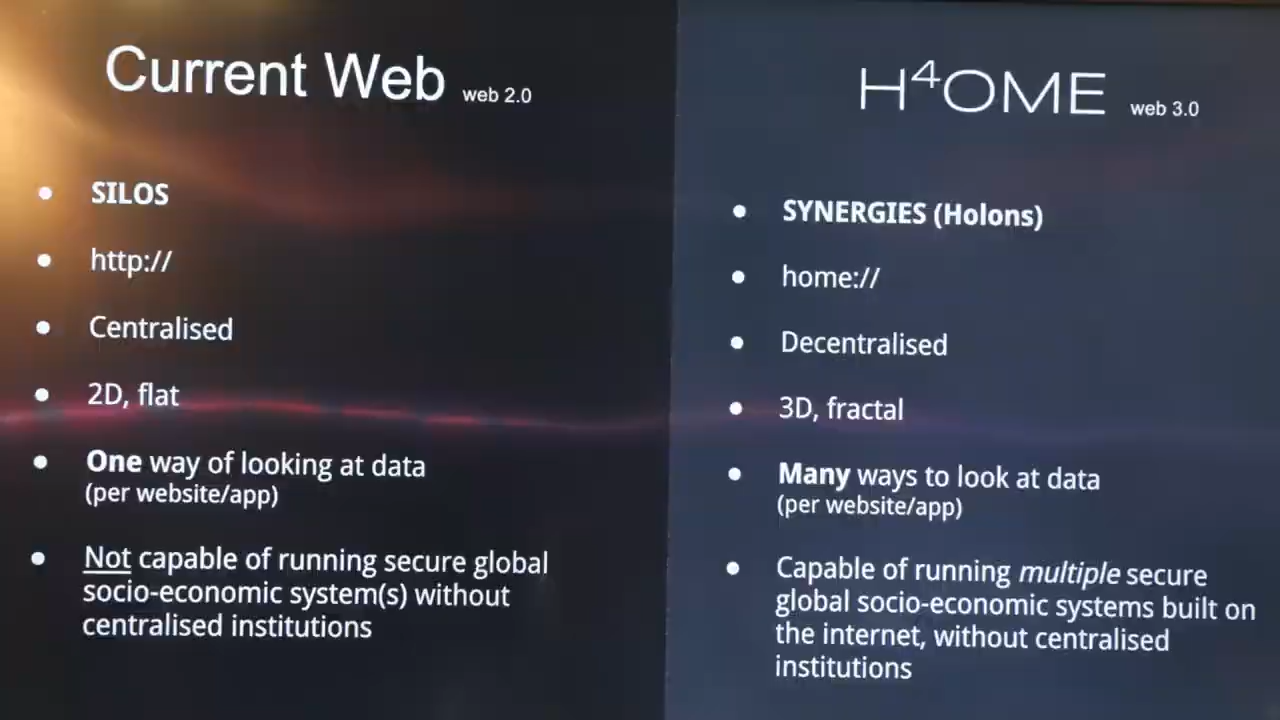 Current Web web 2.0
SILOS
http://
Centralised
2D, flat
One way of looking at data
(per website/app)
Not capable of running secure global
socio-economic system(s) without
centralised institutions
H⁴OME web 3.0
SYNERGIES (Holons)
home://
Decentralised
3D, fractal
Many ways to look at data
(per website/app)
Capable of running multiple secure
global socio-economic systems built on
the internet, without centralised
institutions